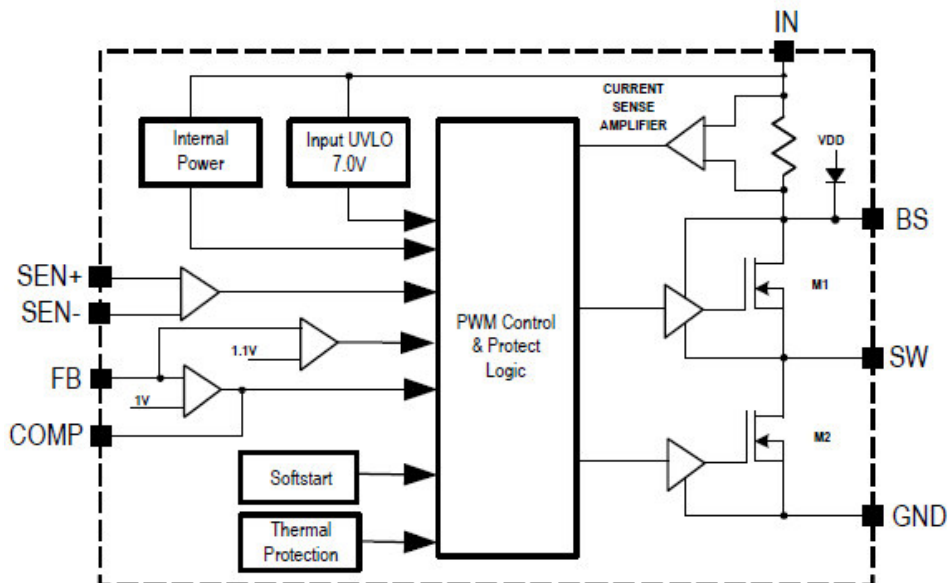 IN
CURRENT
SENSE
AMPLIFIER
VDD
Internal
Power
Input UVLO
7.0V
BS
SEN+
SEN-
M1
PWM Control
& Protect
Logic
1.1V
SW
FB
1V
COMP
M2
Softstart
Thermal
Protection
GND